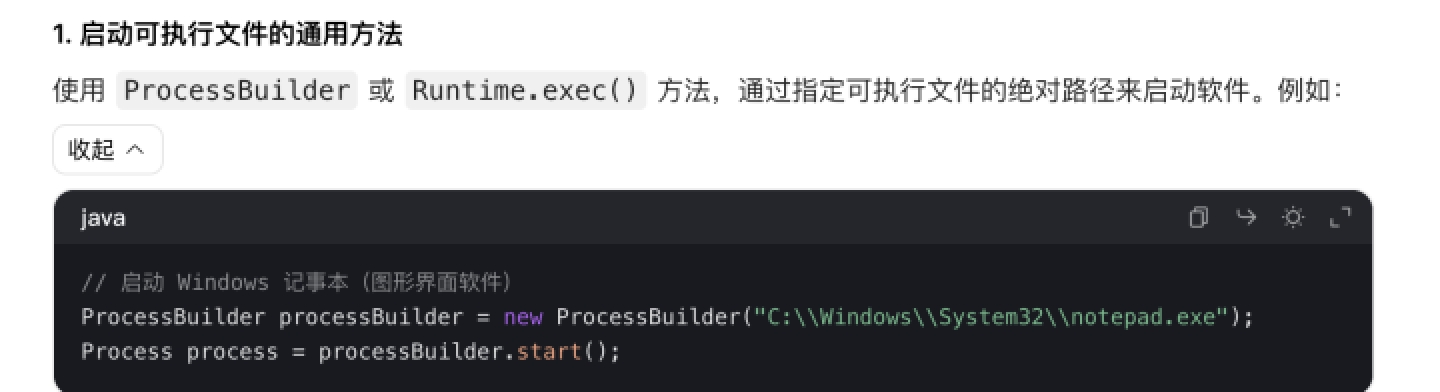 1. 启动可执行文件的通用方法
使用 ProcessBuilder 或 Runtime.exec() 方法，通过指定可执行文件的绝对路径来启动软件。例如：
收起
java
// 启动 Windows 记事本（图形界面软件）
ProcessBuilder processBuilder = new ProcessBuilder("C:\\Windows\\System32\\notepad.exe");
Process process = processBuilder.start();